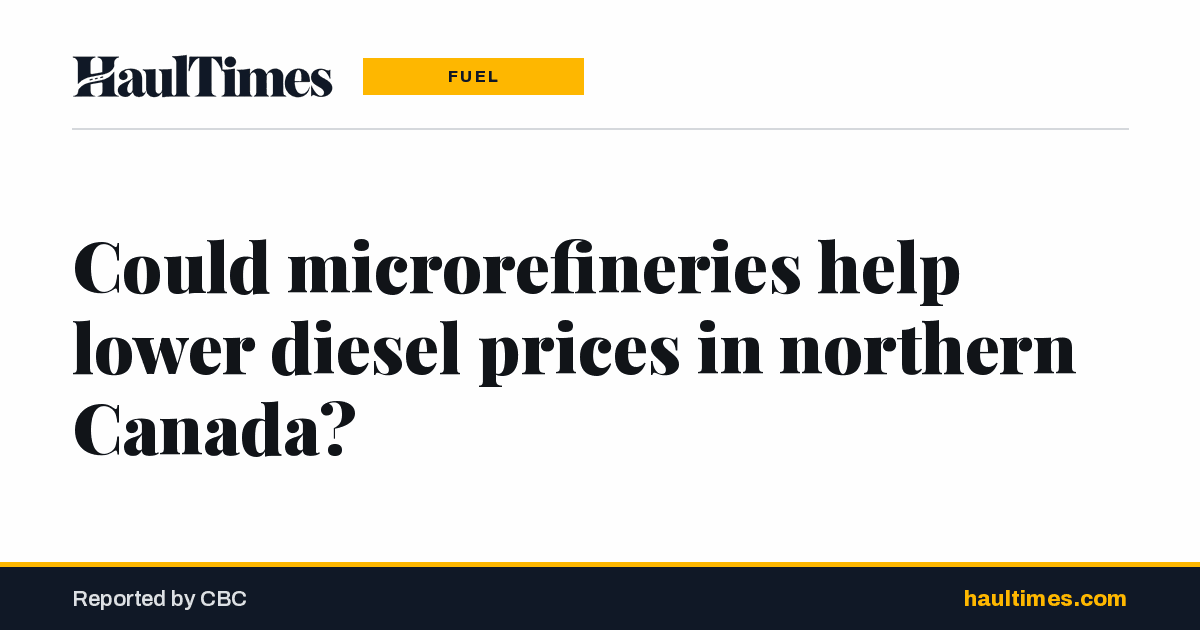 HaulTimes
FUEL
Could microrefineries help
lower diesel prices in northern
Canada?
Reported by CBC
haultimes.com